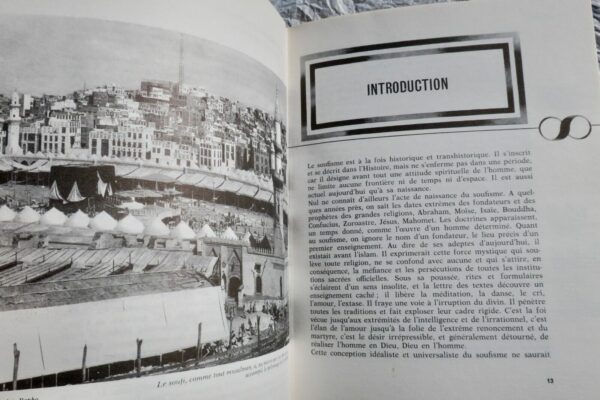 Le soufi, comme tout musulman, a,
Photo
INTRODUCTION
Le soufisme est à la fois historique et transhistorique. Il s'inscrit
et se décrit dans l'Histoire, mais ne s'enferme pas dans une période,
car il désigne avant tout une attitude spirituelle de l'homme, que
ne limite aucune frontière ni de temps ni d'espace. Il est aussi
actuel aujourd'hui qu'à sa naissance.
Nul ne connaît d'ailleurs l'acte de naissance du soufisme. A quel-
ques années près, on sait les dates extrêmes des fondateurs et des
prophètes des grandes religions, Abraham, Moïse, Isaïe, Bouddha,
Confucius, Zoroastre, Jésus, Mahomet. Les doctrines apparaissent,
un temps donné, comme l'œuvre d'un homme déterminé. Quant
au soufisme, on ignore le nom d'un fondateur, le lieu précis d'un
premier enseignement. Au dire de ses adeptes d'aujourd'hui, il
existait avant l'islam. Il exprimerait cette force mystique qui sou-
lève toute religion, ne se confond avec aucune et qui s'attire, en
conséquence, la méfiance et les persécutions de toutes les institu-
tions sacrées officielles. Sous sa poussée, rites et formulaires
s'éclairent d'un sens insolite, et la lettre des textes découvre un
enseignement caché ; il libère la méditation, la danse, le cri,
l'amour, l'extase. Il fraye une voie à l'irruption du divin. Il pénètre
toutes les traditions et fait exploser leur cadre rigide. C'est la foi
vécue jusqu'aux extrémités de l'intelligence et de l'irrationnel, c'est
l'élan de l'amour jusqu'à la folie de l'extrême renoncement et du
martyre, c'est le désir irrépressible, et généralement détourné, de
réaliser l'homme en Dieu, Dieu en l'homme.
Cette conception idéaliste et universaliste du soufisme ne saurait
13